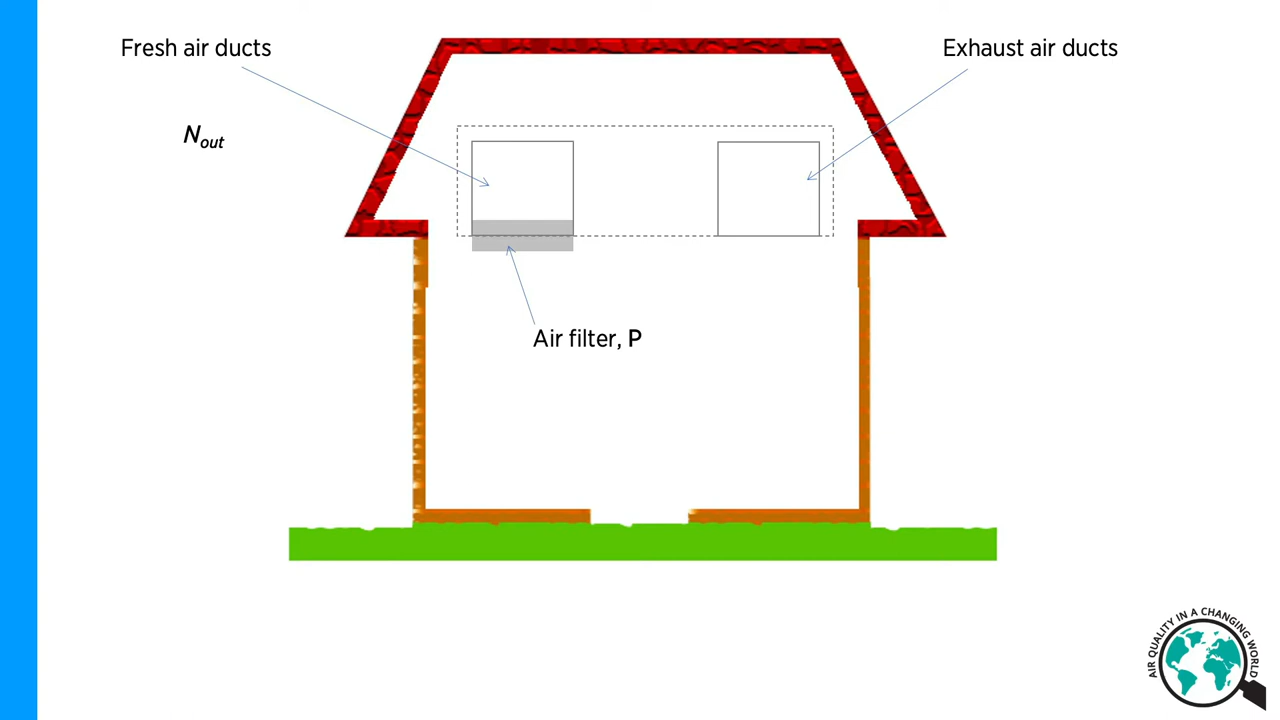 Fresh air ducts
Exhaust air ducts
Nout
Air filter, P
AIR QUALITY IN A CHANGING WORLD